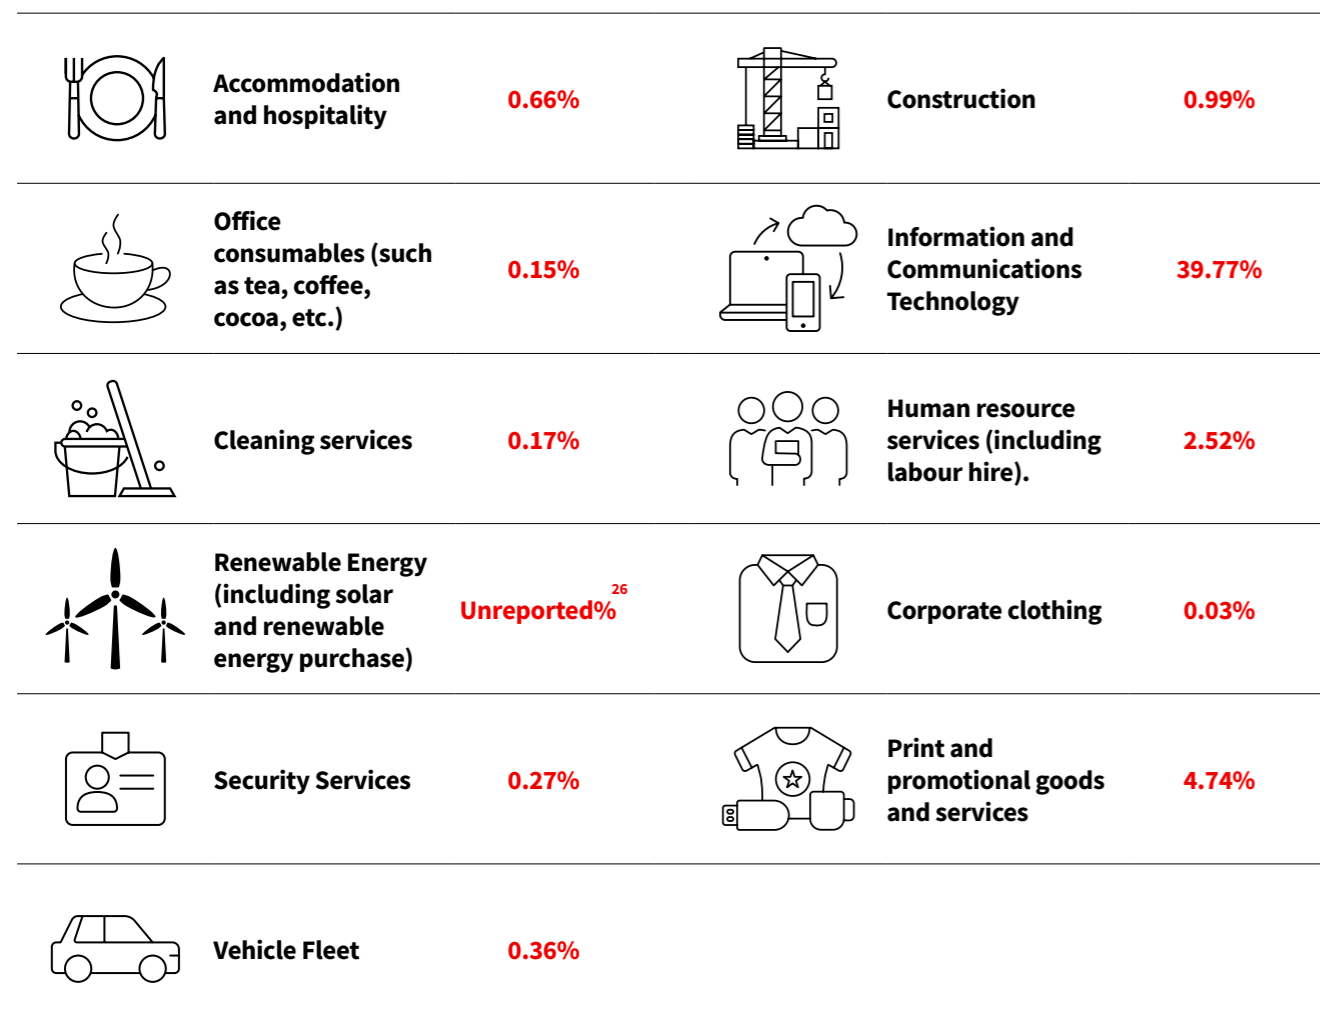 Accommodation
and hospitality
0.66%
Construction
0.99%
Office
consumables (such
as tea, coffee,
cocoa, etc.)
0.15%
Information and
Communications
Technology
39.77%
Cleaning services
0.17%
Human resource
services (including
labour hire).
2.52%
Renewable Energy
(including solar
and renewable
energy purchase)
Unreported%26
Corporate clothing
0.03%
Security Services
0.27%
Print and
promotional goods
and services
4.74%
Vehicle Fleet
0.36%